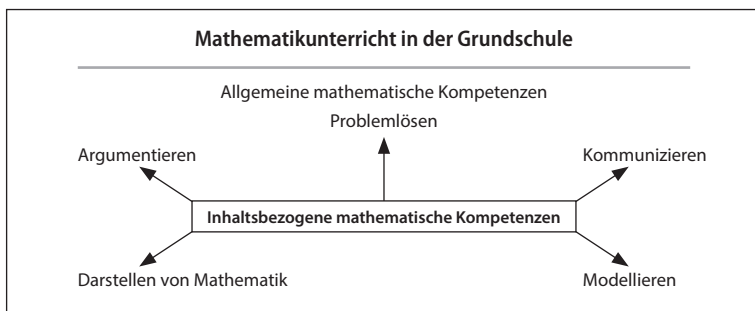 Mathematikunterricht in der Grundschule
Allgemeine mathematische Kompetenzen
Problemlösen
Argumentieren
Kommunizieren
Inhaltsbezogene mathematische Kompetenzen
Darstellen von Mathematik
Modellieren